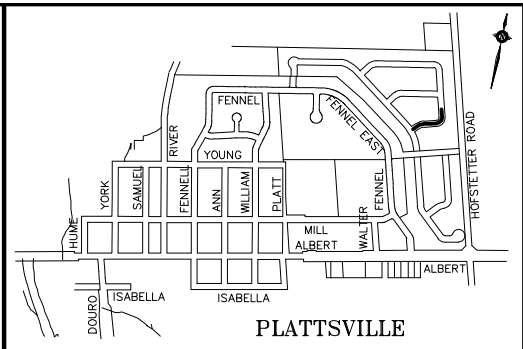 FENNEL
FENNEL EAST
HOFSTETTER ROAD
RIVER
YOUNG
YORK
SAMUEL
FENNELL
ANN
WILLIAM
PLATT
FENNEL
WALTER
HUME
MILL
ALBERT
ALBERT
ISABELLA
ISABELLA
DOURO
PLATTSVILLE